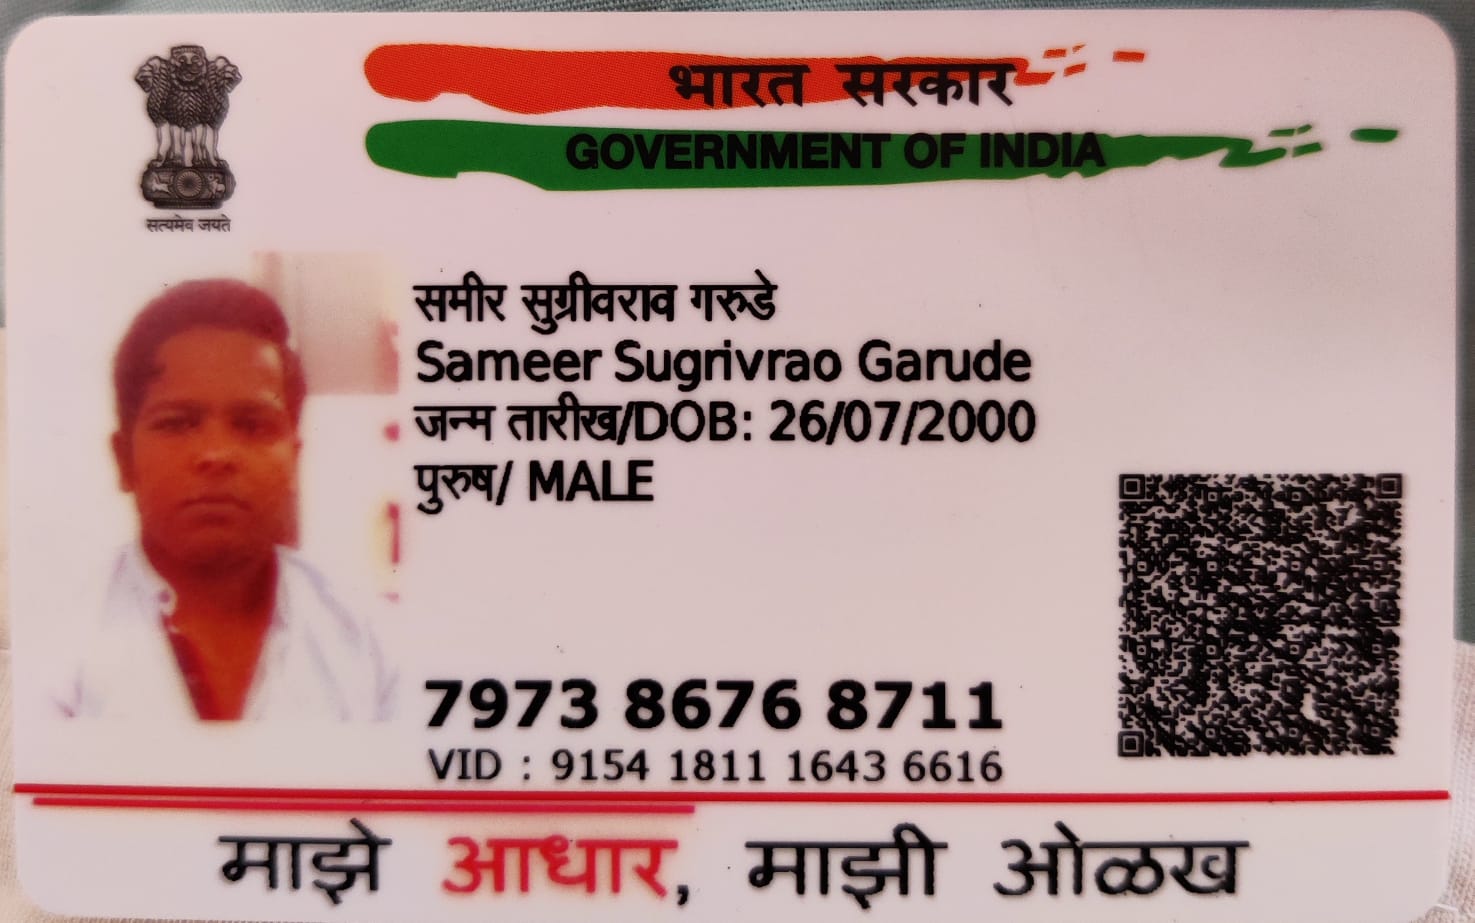 भारत सरकार
GOVERNMENT OF INDIA
सत्यमेव जयते
समीर सुग्रीवराव गरुडे
Sameer Sugrivrao Garude
जन्म तारीख/DOB: 26/07/2000
पुरुष/ MALE
7973 8676 8711
VID : 9154 1811 1643 6616
माझे आधार, माझी ओळख